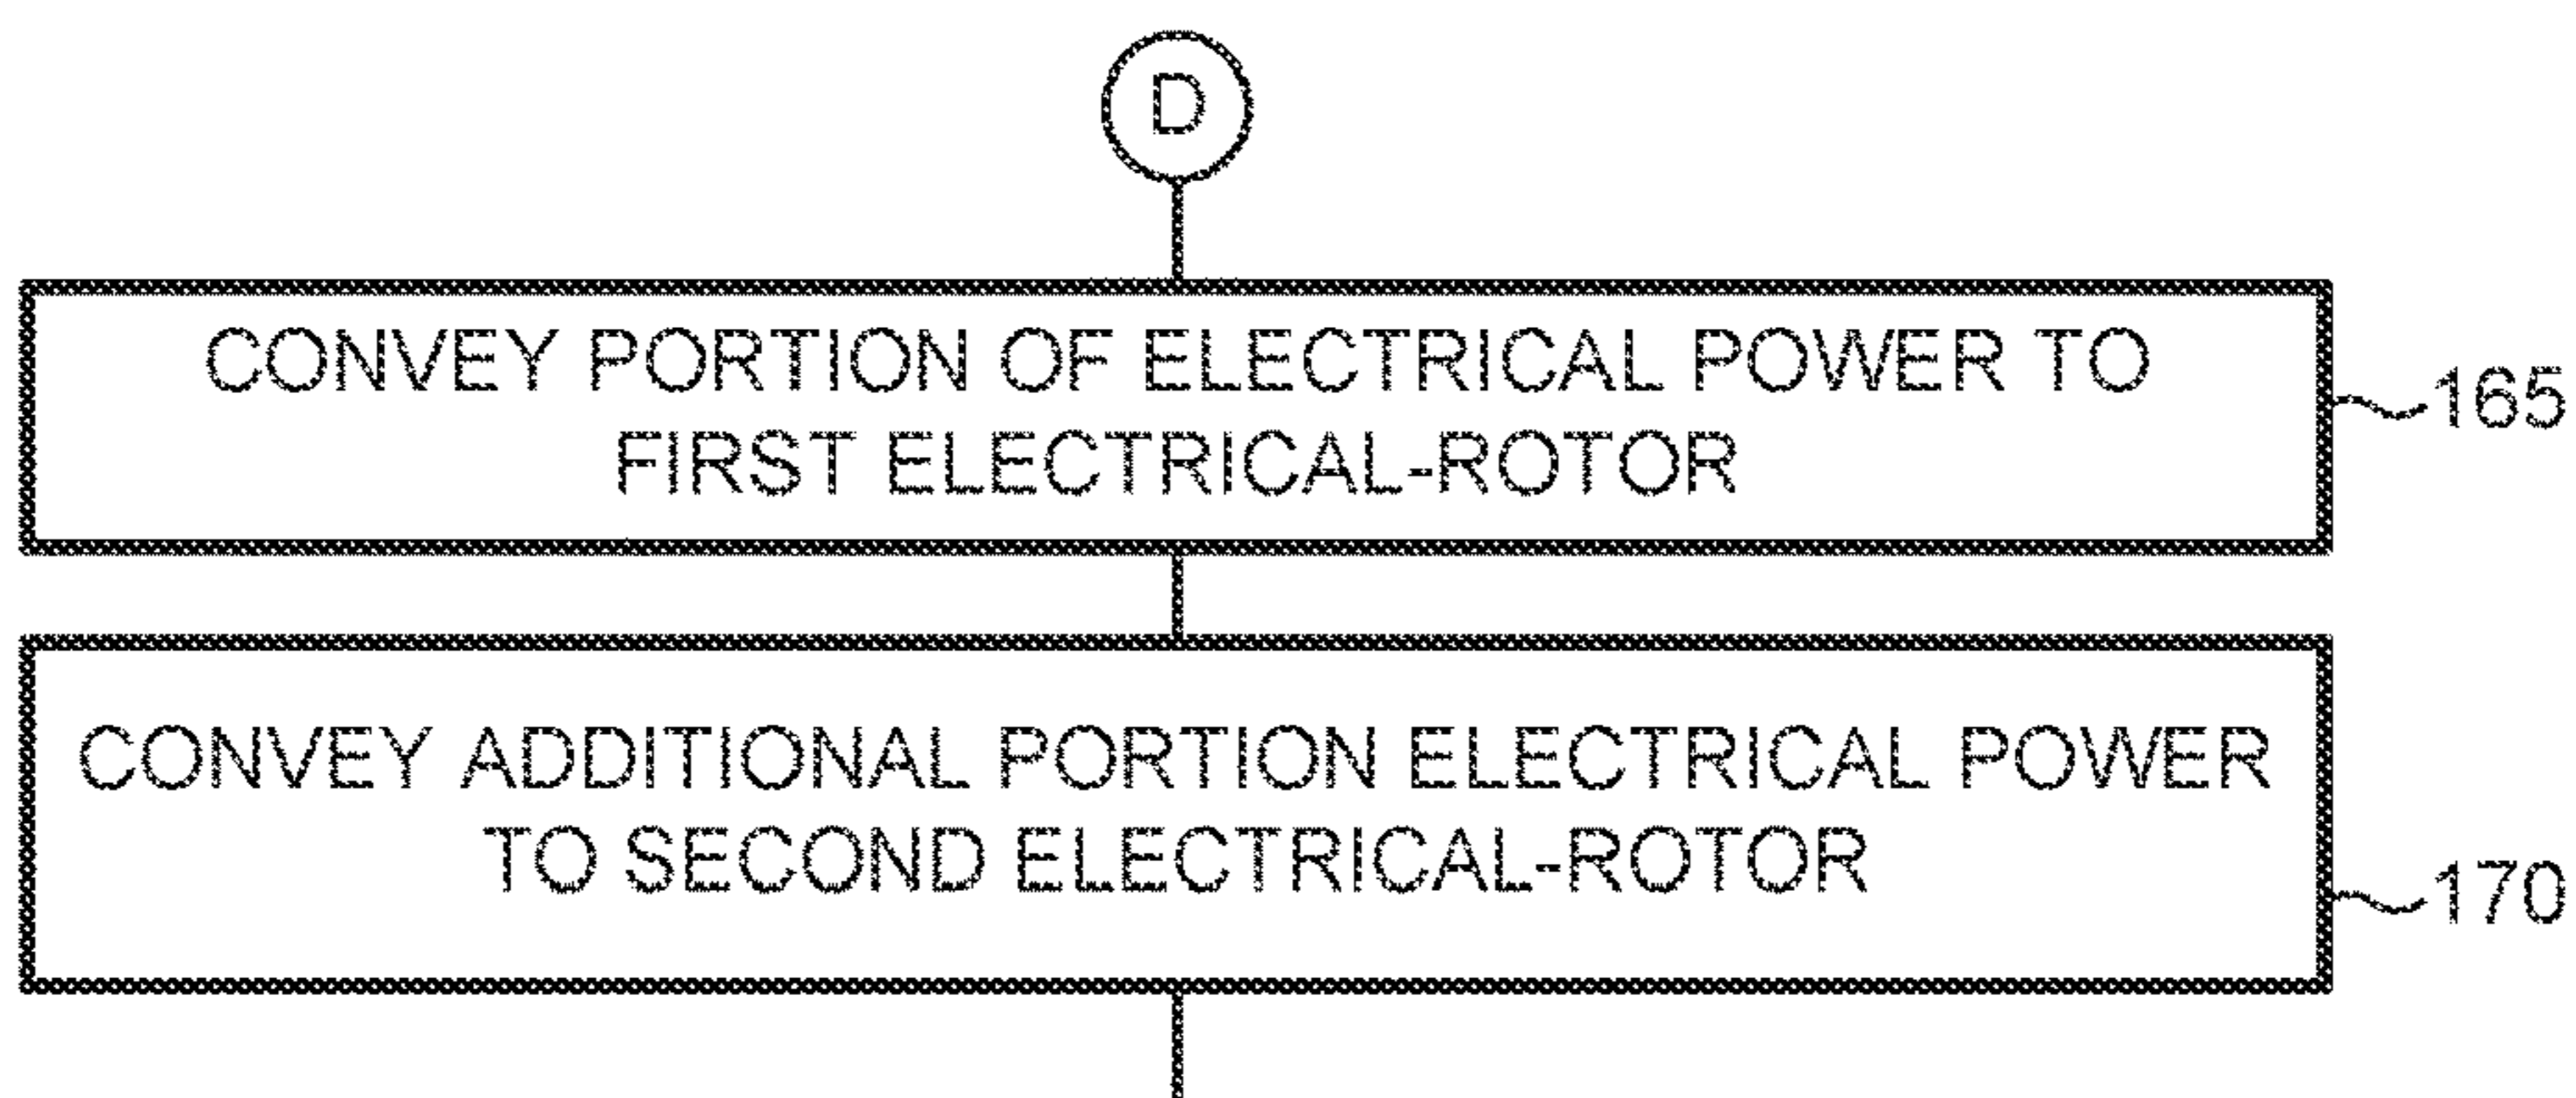 D
CONVEY PORTION OF ELECTRICAL POWER TO
FIRST ELECTRICAL-ROTOR
165
CONVEY ADDITIONAL PORTION ELECTRICAL POWER
TO SECOND ELECTRICAL-ROTOR
170